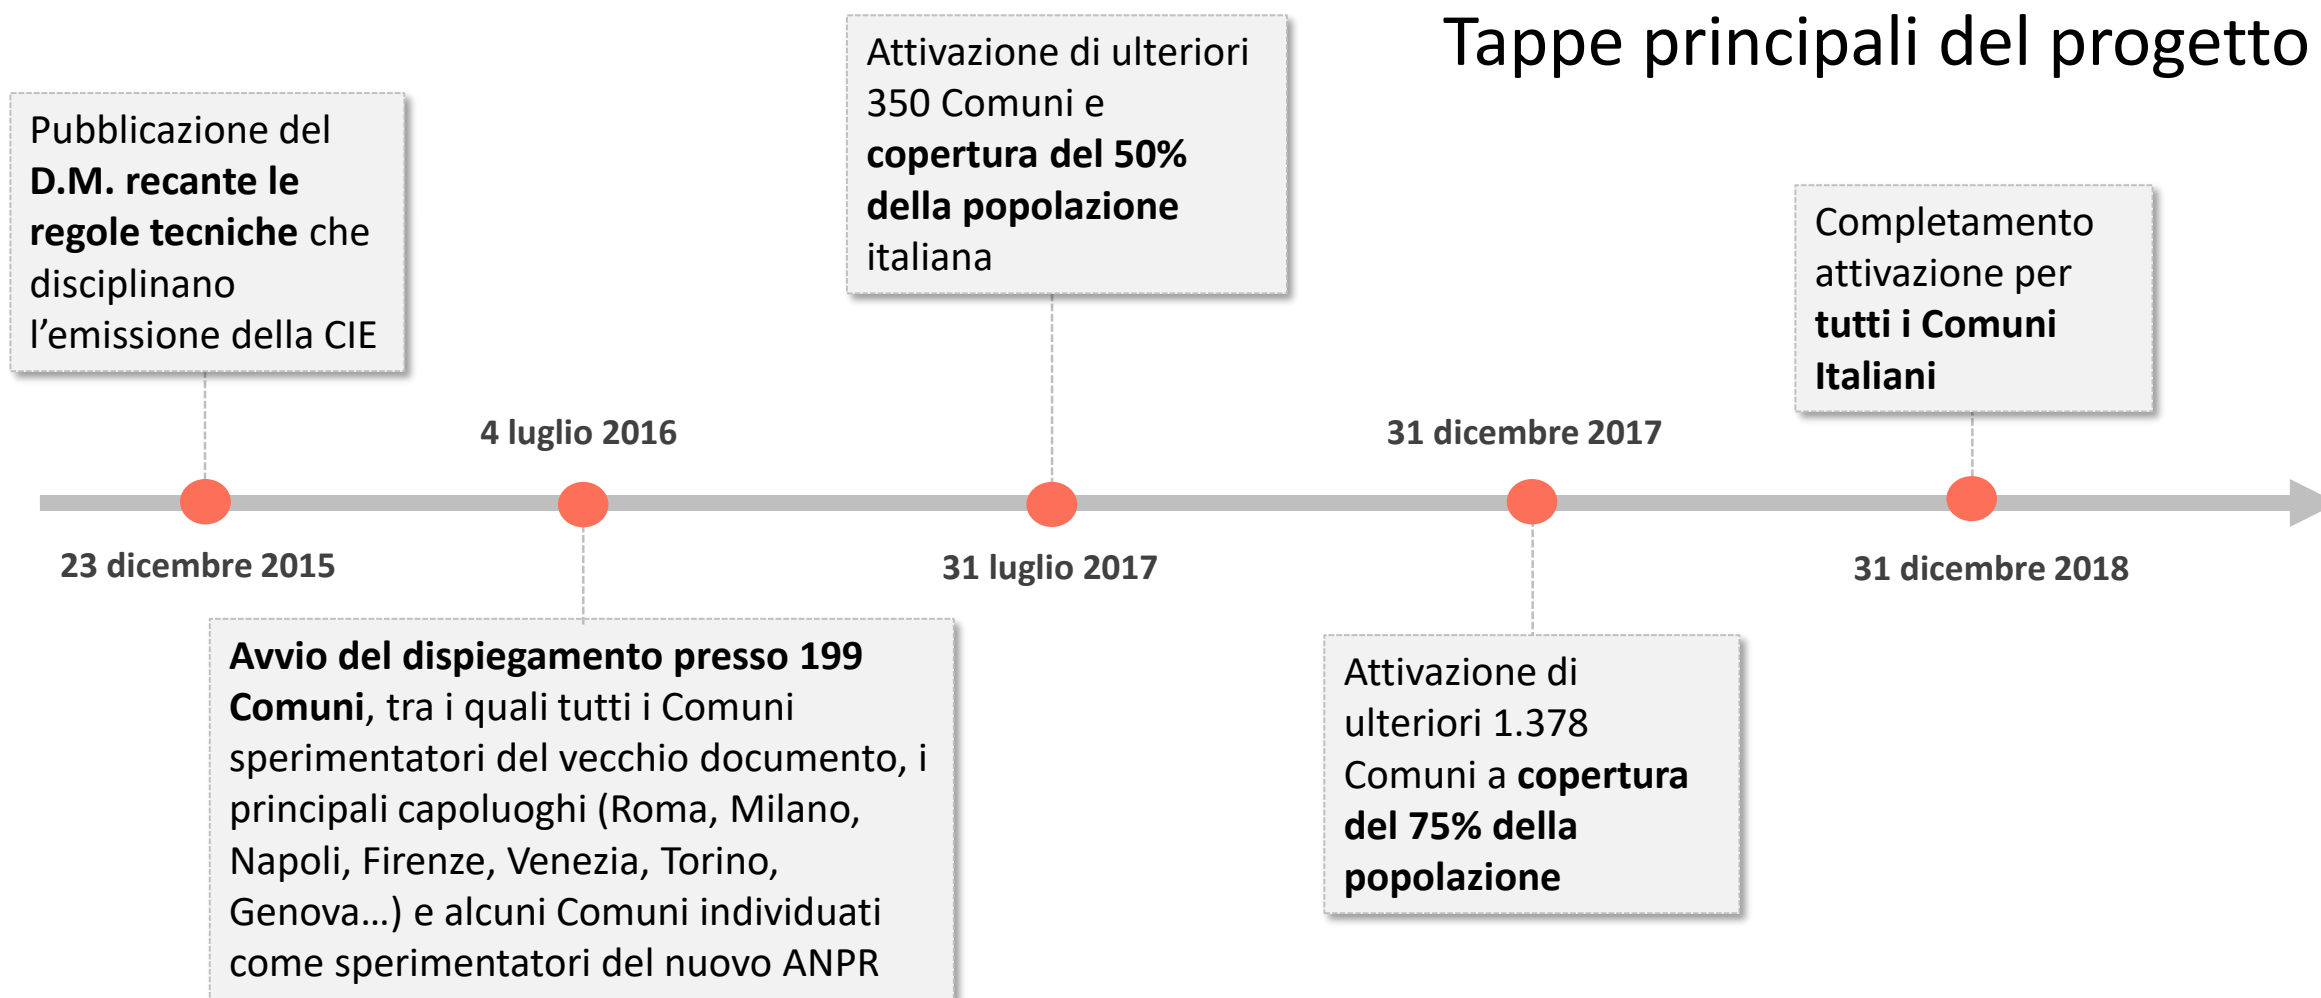 Tappe principali del progetto
Pubblicazione del
D.M. recante le
regole tecniche che
disciplinano
l’emissione della CIE
23 dicembre 2015
4 luglio 2016
Avvio del dispiegamento presso 199
Comuni, tra i quali tutti i Comuni
sperimentatori del vecchio documento, i
principali capoluoghi (Roma, Milano,
Napoli, Firenze, Venezia, Torino,
Genova…) e alcuni Comuni individuati
come sperimentatori del nuovo ANPR
Attivazione di ulteriori
350 Comuni e
copertura del 50%
della popolazione
italiana
31 luglio 2017
31 dicembre 2017
Attivazione di
ulteriori 1.378
Comuni a copertura
del 75% della
popolazione
Completamento
attivazione per
tutti i Comuni
Italiani
31 dicembre 2018